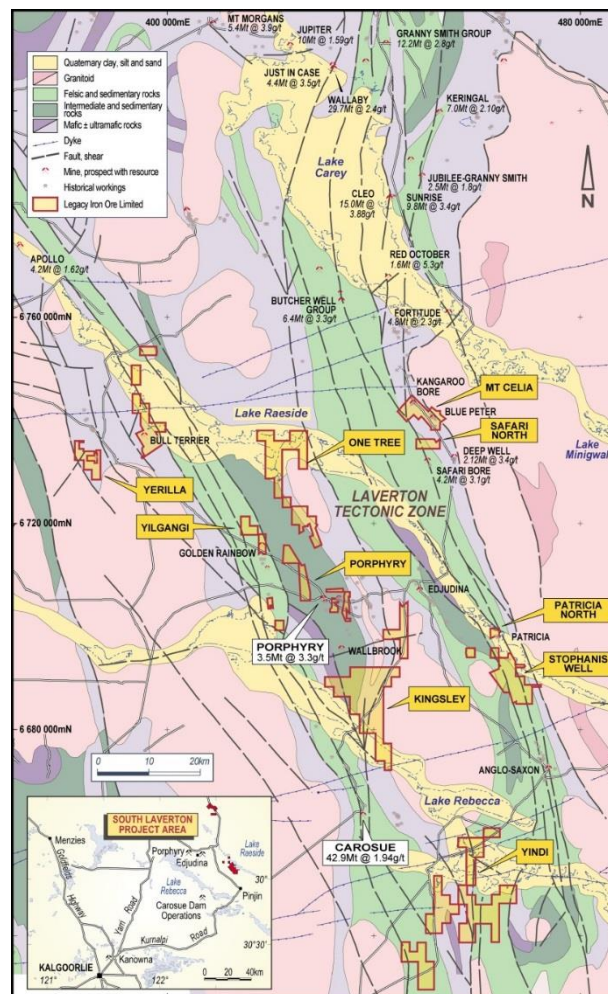 400 000mE
480 000mE
MT MORGANS
5.4Mt @ 3.9g/t
JUPITER
10Mt @ 1.59g/t
GRANNY SMITH GROUP
12.2Mt @ 2.8g/t
Quaternary clay, silt and sand
Granitoid
Felsic and sedimentary rocks
Intermediate and sedimentary
rocks
Mafic ± ultramafic rocks
Dyke
Fault, shear
Mine, prospect with resource
Historical workings
Legacy Iron Ore Limited
JUST IN CASE
4.4Mt @ 3.5g/t
WALLABY
29.7Mt @ 2.4g/t
KERINGAL
7.0Mt @ 2.10g/t
Lake
Carey
JUBILEE-GRANNY SMITH
2.5Mt @ 1.8g/t
CLEO
15.0Mt @
3.88g/t
SUNRISE
9.8Mt @ 3.4g/t
N
APOLLO
4.2Mt @ 1.62g/t
RED OCTOBER
1.6Mt @ 5.3g/t
BUTCHER WELL
GROUP
6.4Mt @ 3.3g/t
FORTITUDE
4.8Mt @ 2.3g/t
6 760 000mN
KANGAROO
BORE
MT CELIA
BLUE PETER
Lake Raeside
SAFARI
NORTH
BULL TERRIER
ONE TREE
DEEP WELL
2.12Mt @ 3.4g/t
Lake
Minigwal
SAFARI BORE
4.2Mt @ 3.1g/t
YERILLA
LAVERTON
TECTONIC ZONE
6 720 000mN
YILGANGI
GOLDEN RAINBOW
PORPHYRY
EDJUDINA
PATRICIA
NORTH
PATRICIA
PORPHYRY
3.5Mt @ 3.3g/t
WALLBROOK
STOPHANIS
WELL
KINGSLEY
6 680 000mN
0 10 20km
ANGLO-SAXON
Lake Rebecca
CAROSUE
42.9Mt @ 1.94g/t
YINDI
SOUTH LAVERTON
PROJECT AREA
Menzies
Goldfields
Highway
Porphyry
Edjudina
Lake
Raeside
30°
Lake
Rebecca
Yarri Road
Carosue Dam
Operations
Pinjin
Kurnalpi Road
Kanowna
30°30'
KALGOORLIE
121°
122°
0 20 40km